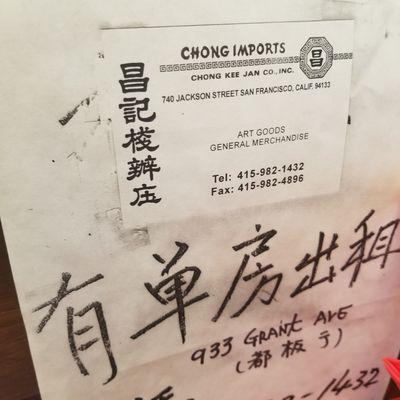 CHONG IMPORTS
昌
CHONG KEE JAN CO., INC.
昌記棧辦庄
740 JACKSON STREET SAN FRANCISCO, CALIF. 94133
ART GOODS
GENERAL MERCHANDISE
Tel: 415-982-1432
Fax: 415-982-4896
有单房出租
933 GRANT AVE
(都板亍)
-1432